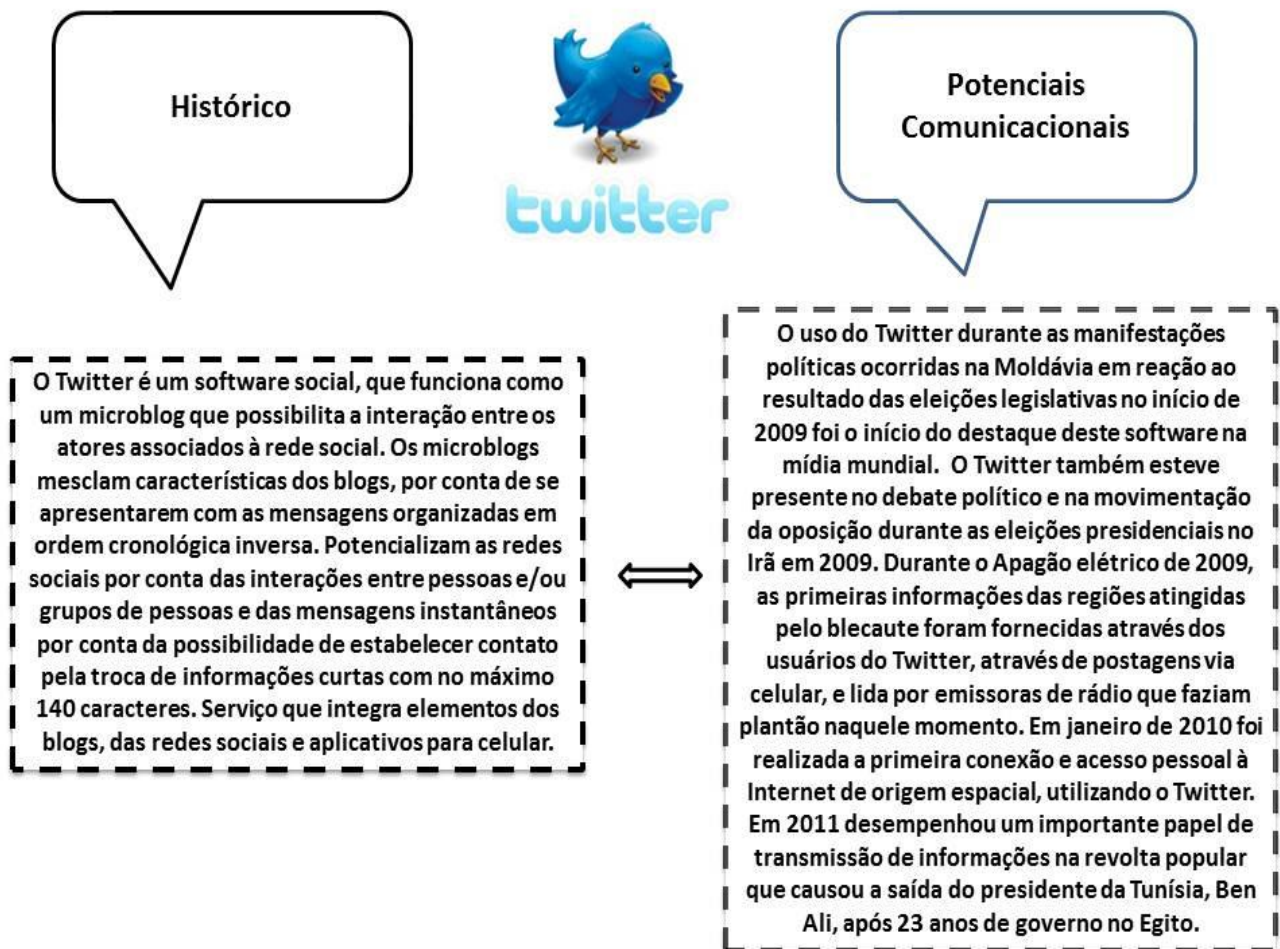 Histórico
twitter
Potenciais
Comunicacionais
O Twitter é um software social, que funciona como
um microblog que possibilita a interação entre os
atores associados à rede social. Os microblogs
mesclam características dos blogs, por conta de se
apresentarem com as mensagens organizadas em
ordem cronológica inversa. Potencializam as redes
sociais por conta das interações entre pessoas e/ou
grupos de pessoas e das mensagens instantâneos
por conta da possibilidade de estabelecer contato
pela troca de informações curtas com no máximo
140 caracteres. Serviço que integra elementos dos
blogs, das redes sociais e aplicativos para celular.
O uso do Twitter durante as manifestações
políticas ocorridas na Moldávia em reação ao
resultado das eleições legislativas no início de
2009 foi o início do destaque deste software na
mídia mundial. O Twitter também esteve
presente no debate político e na movimentação
da oposição durante as eleições presidenciais no
Irã em 2009. Durante o Apagão elétrico de 2009,
as primeiras informações das regiões atingidas
pelo blecaute foram fornecidas através dos
usuários do Twitter, através de postagens via
celular, e lida por emissoras de rádio que faziam
plantão naquele momento. Em janeiro de 2010 foi
realizada a primeira conexão e acesso pessoal à
Internet de origem espacial, utilizando o Twitter.
Em 2011 desempenhou um importante papel de
transmissão de informações na revolta popular
que causou a saída do presidente da Tunísia, Ben
Ali, após 23 anos de governo no Egito.